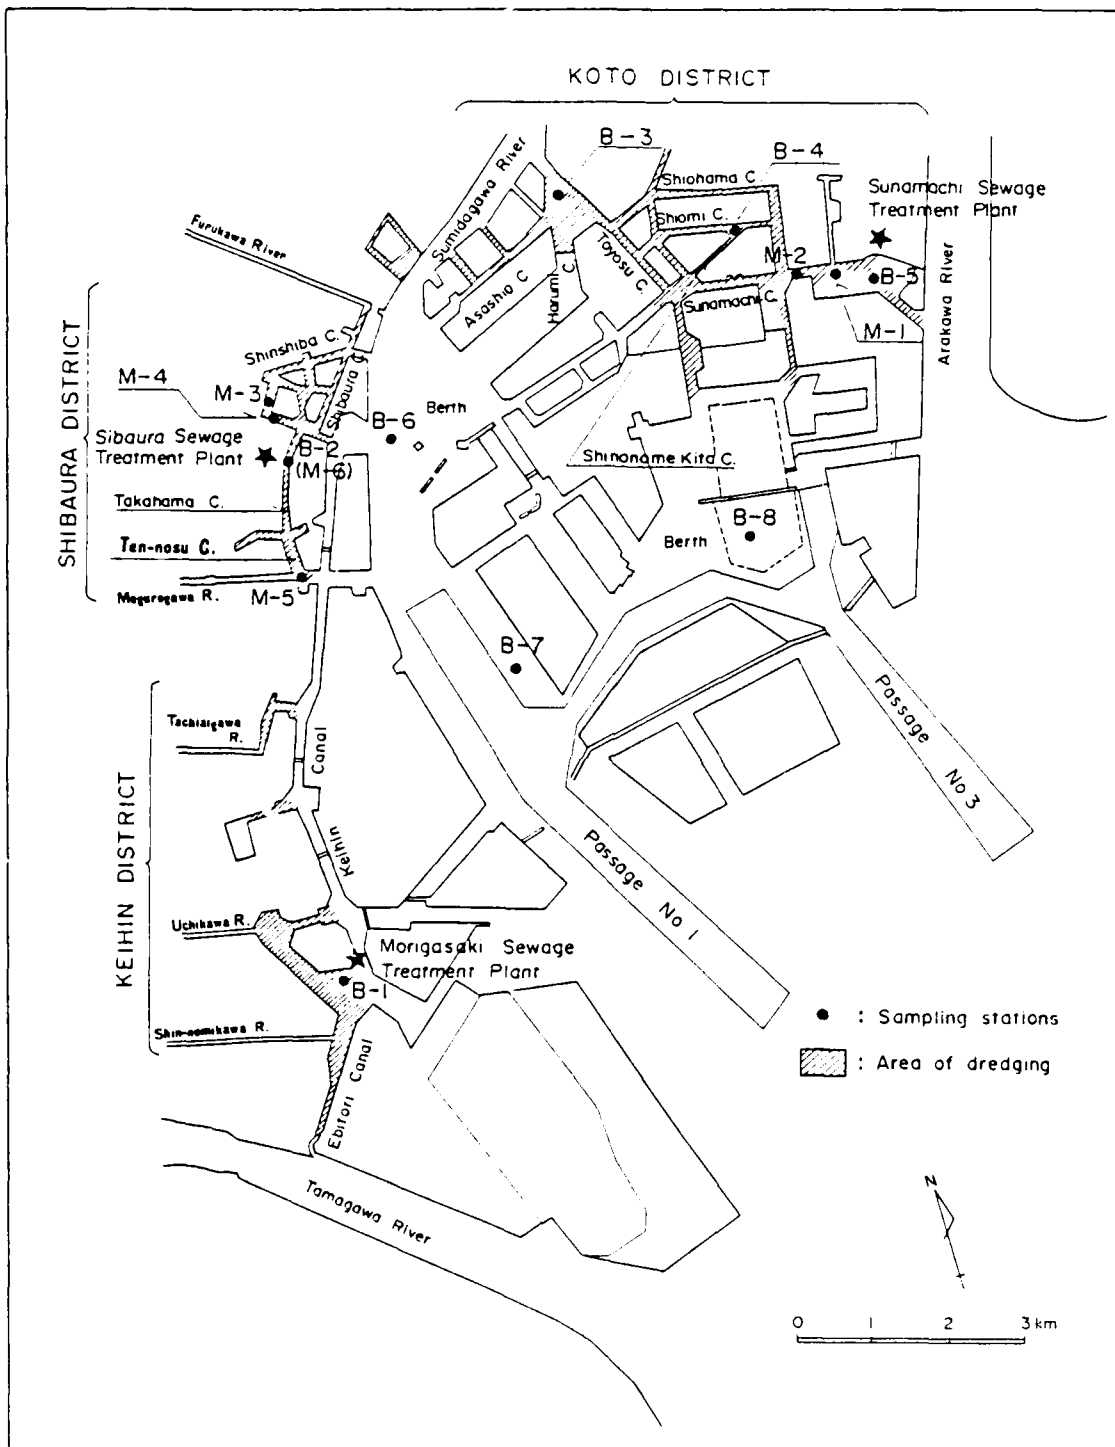 KOTO DISTRICT
B-3
B-4
Shiohama C.
Sunamachi Sewage
Treatment Plant
Shiomi C.
Sumidagawa River
Furukawa River
Toyosu C.
M-2
B-5
Asashio C
Harumi C.
Sunamachi C.
M-1
Arakawa River
SHIBAURA DISTRICT
Shinshiba C.
Shibaura C.
M-4
M-3
B-6
Berth
Sibaura Sewage
Treatment Plant
B-2
(M-6)
Shinonome Kita C.
Takahama C.
B-8
Berth
Ten-nosu C.
Megurogawa R.
M-5
B-7
Passage No 3
Tachiaigawa
R.
Keihin Canal
KEIHIN DISTRICT
Passage No 1
Uchikawa R.
Morigasaki Sewage
Treatment Plant
B-1
Shin-nomikawa R.
: Sampling stations
: Area of dredging
Ebitori Canal
Tamagawa River
N
0 1 2 3 km